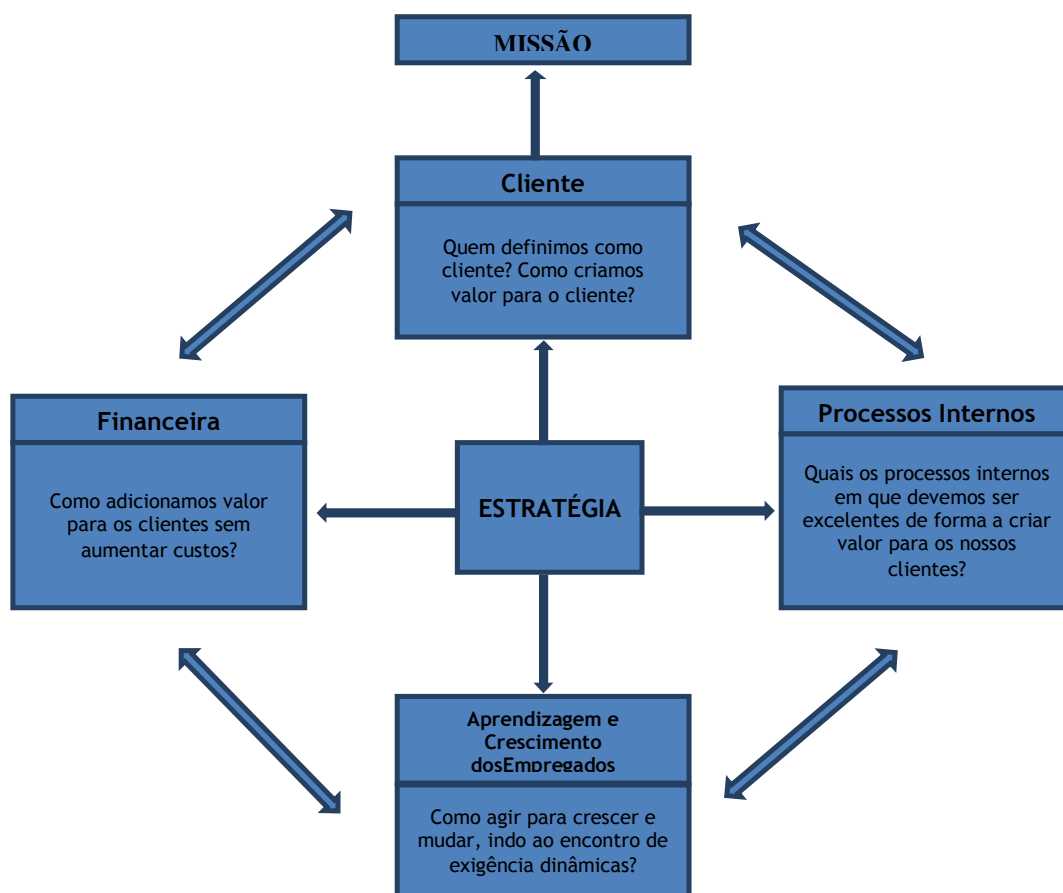 MISSÃO
Cliente
Quem definimos como
cliente? Como criamos
valor para o cliente?
Financeira
Como adicionamos valor
para os clientes sem
aumentar custos?
ESTRATÉGIA
Processos Internos
Quais os processos internos
em que devemos ser
excelentes de forma a criar
valor para os nossos
clientes?
Aprendizagem e
Crescimento
dosEmpregados
Como agir para crescer e
mudar, indo ao encontro de
exigência dinâmicas?